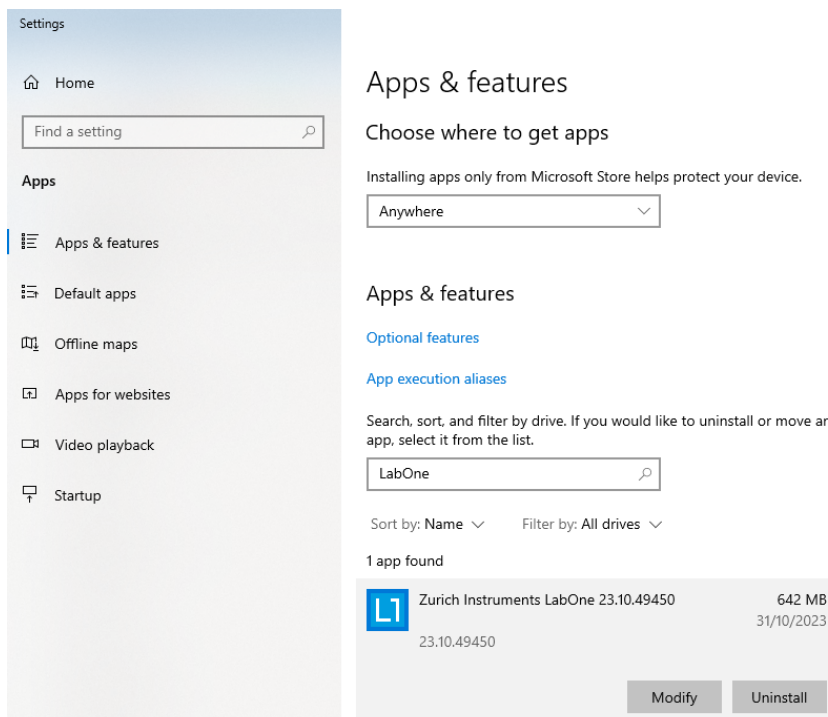 Settings
Home
Find a setting
Apps
Apps & features
Default apps
Offline maps
Apps for websites
Video playback
Startup
Apps & features
Choose where to get apps
Installing apps only from Microsoft Store helps protect your device.
Anywhere
Apps & features
Optional features
App execution aliases
Search, sort, and filter by drive. If you would like to uninstall or move
app, select it from the list.
LabOne
Sort by: Name Filter by: All drives
1 app found
L1 Zurich Instruments LabOne 23.10.49450 642 MB
31/10/2023
23.10.49450
Modify Uninstall